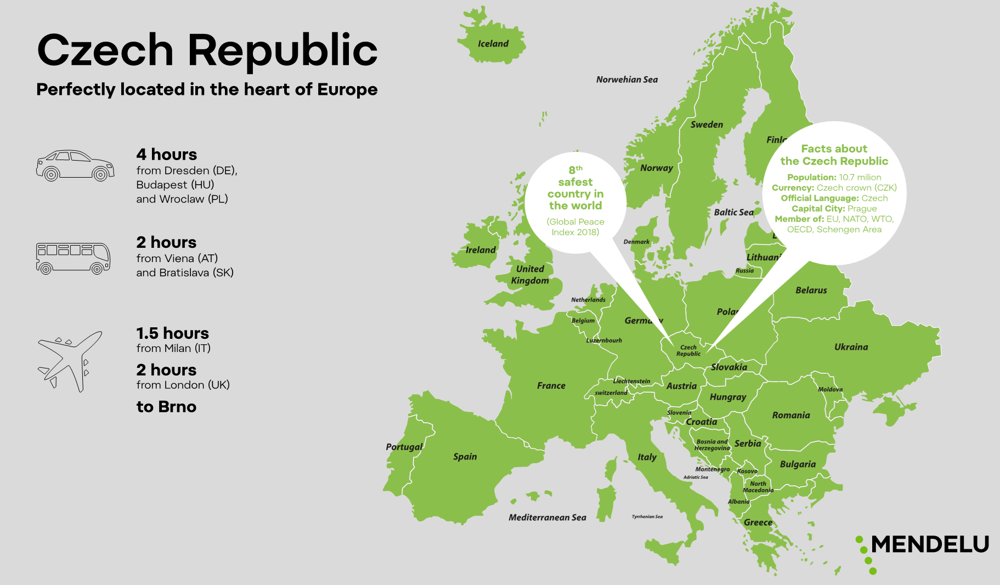 Czech Republic
Perfectly located in the heart of Europe
4 hours
from Dresden (DE),
Budapest (HU)
and Wroclaw (PL)
2 hours
from Viena (AT)
and Bratislava (SK)
1.5 hours
from Milan (IT)
2 hours
from London (UK)
to Brno
Iceland
Norwehian Sea
Sweden
Norway
Baltic Sea
8th
safest
country in
the world
(Global Peace
Index 2018)
Facts about
the Czech Republic
Population: 10.7 milion
Currency: Czech crown (CZK)
Official Language: Czech
Capital City: Prague
Member of: EU, NATO, WTO,
OECD, Schengen Area
Denmark
Ireland
United
Kingdom
Russia
Belarus
Netherlands
Belgium
Germany
Luzernbourh
Czech
Republic
Ukraina
Slovakia
Liechtenstein
switzerland
Austria
France
Hungray
Moldova
Slovenia
Croatia
Romania
Bosnia and
Herzegovina
Serbia
Portugal
Spain
Italy
Bulgaria
Montenegro
Kosovo
Adriatic Sea
North
Macedonia
Albania
Mediterranean Sea
Tyrrhenian Sea
Greece
MENDELU